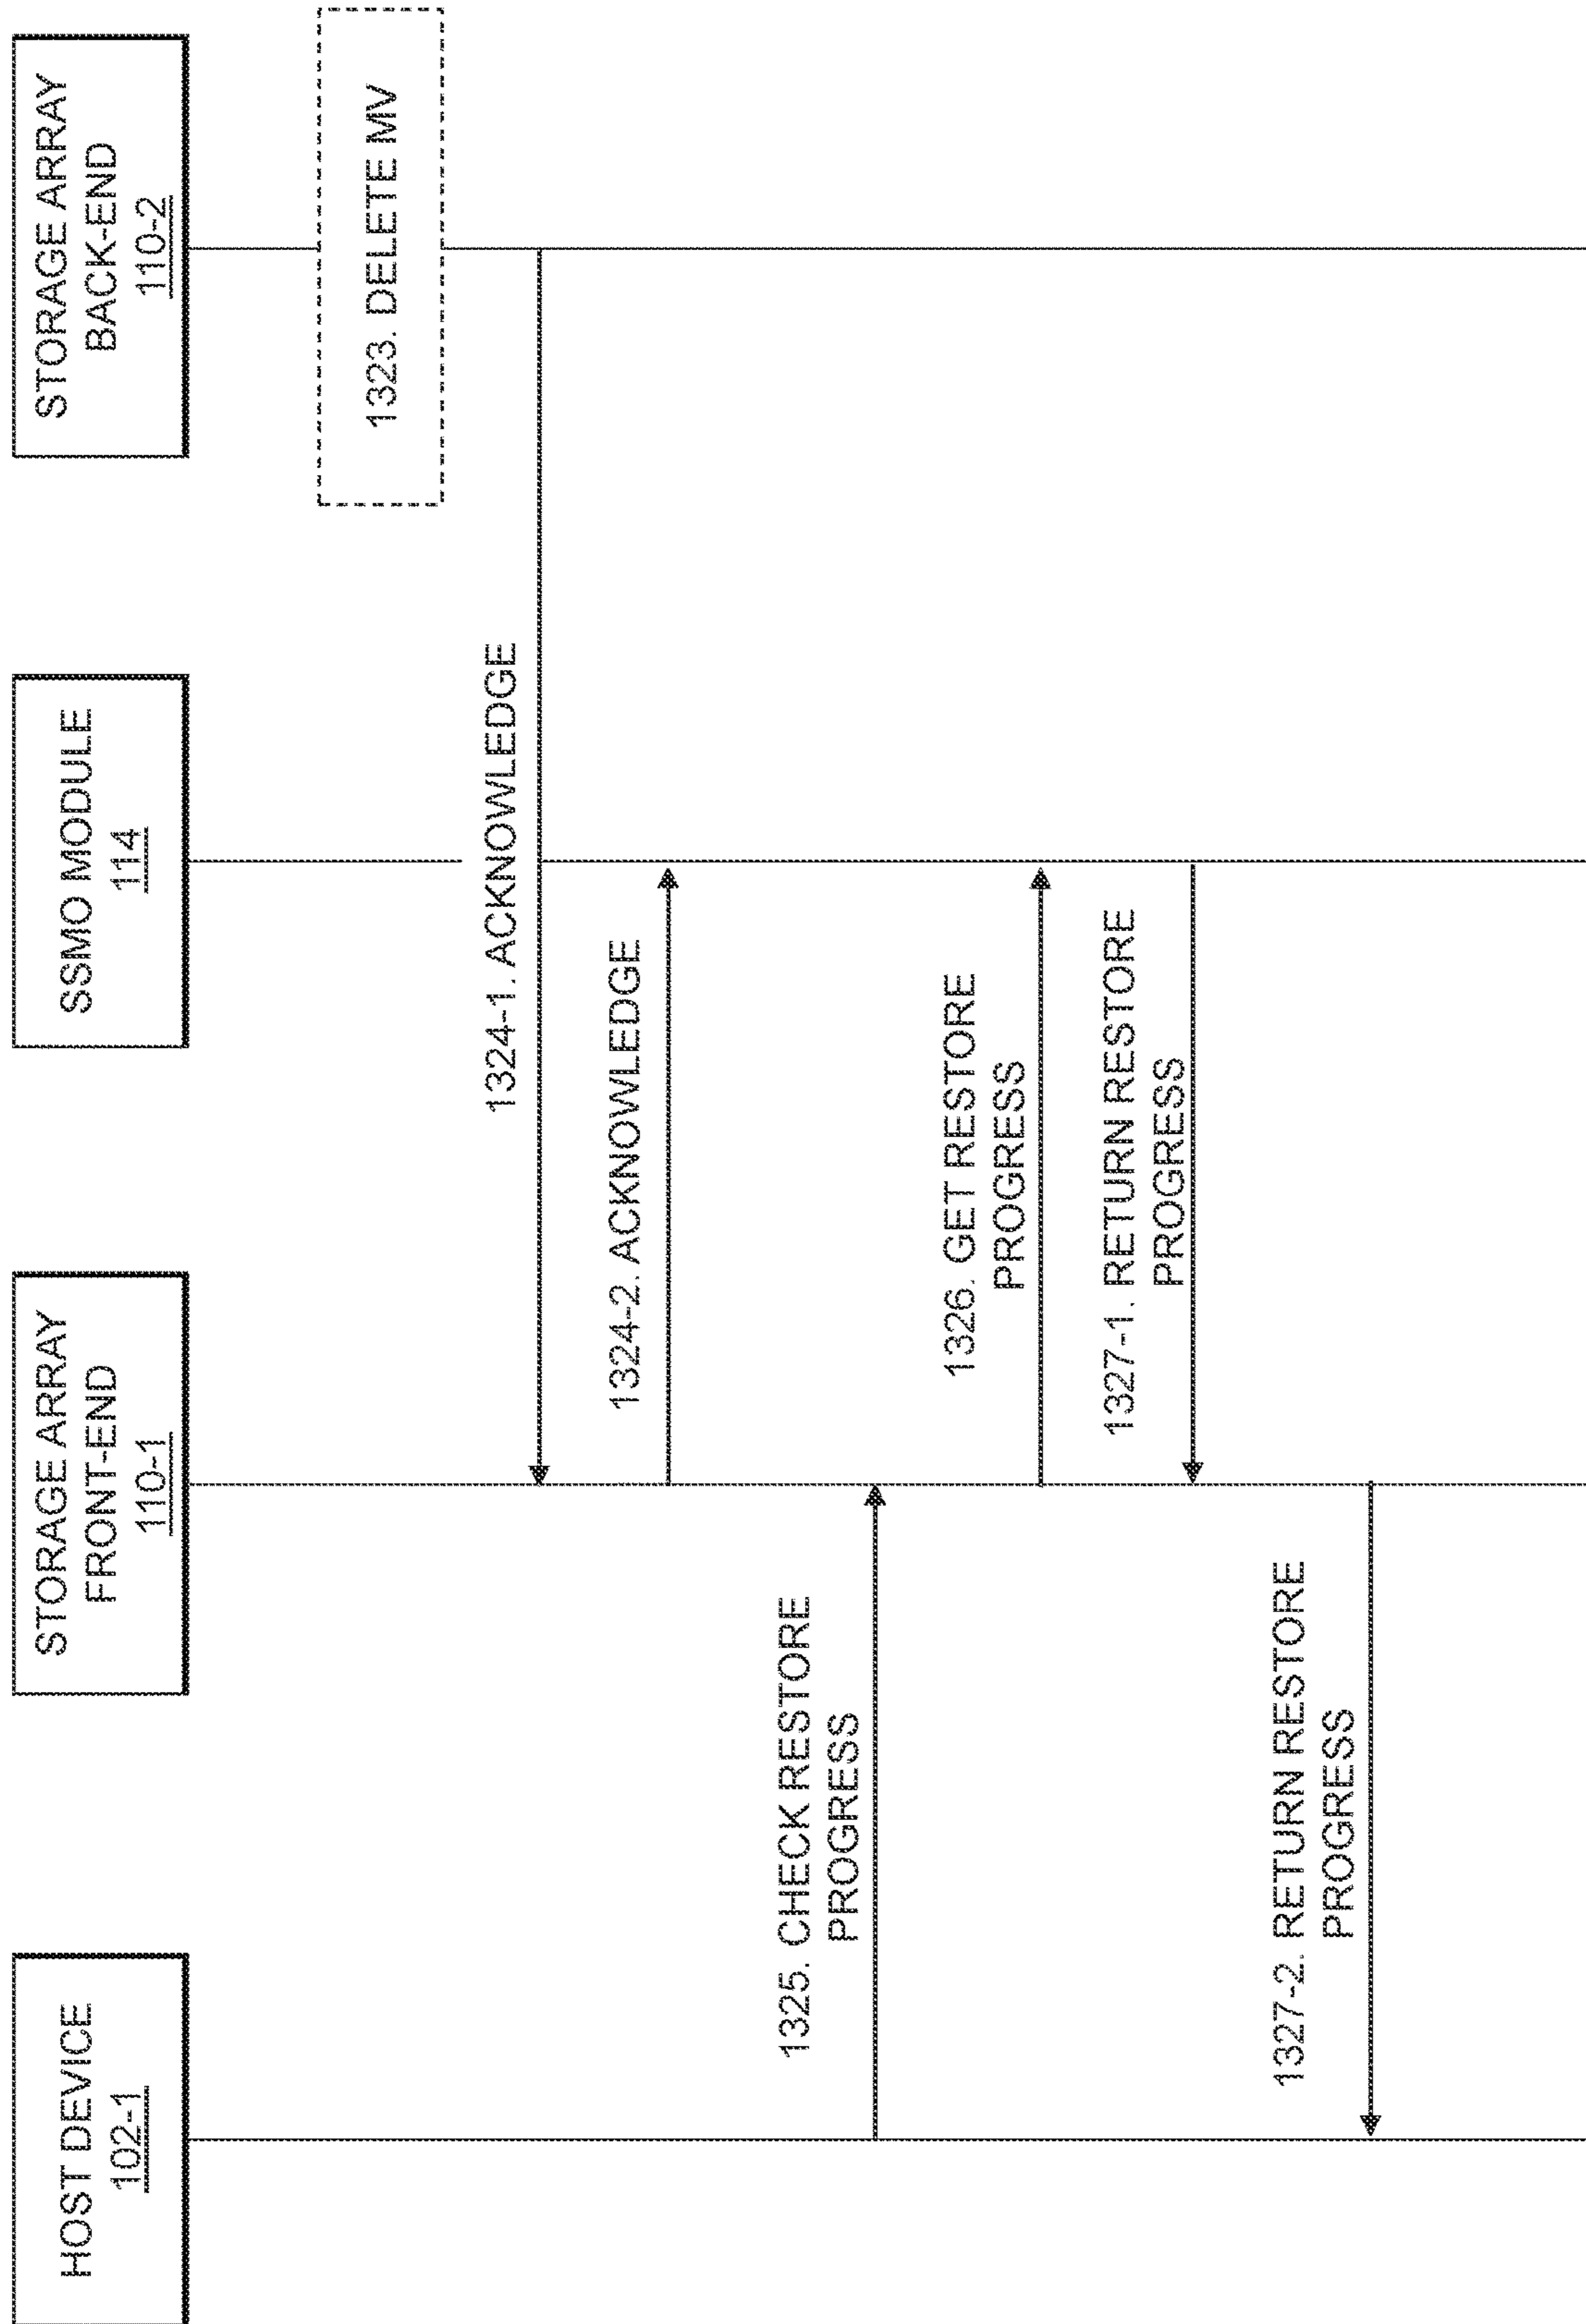 HOST DEVICE
102-1
STORAGE ARRAY
FRONT-END
110-1
SSMO MODULE
114
STORAGE ARRAY
BACK-END
110-2
1323. DELETE MV
1324-1. ACKNOWLEDGE
1324-2. ACKNOWLEDGE
1325. CHECK RESTORE
PROGRESS
1326. GET RESTORE
PROGRESS
1327-1. RETURN RESTORE
PROGRESS
1327-2. RETURN RESTORE
PROGRESS